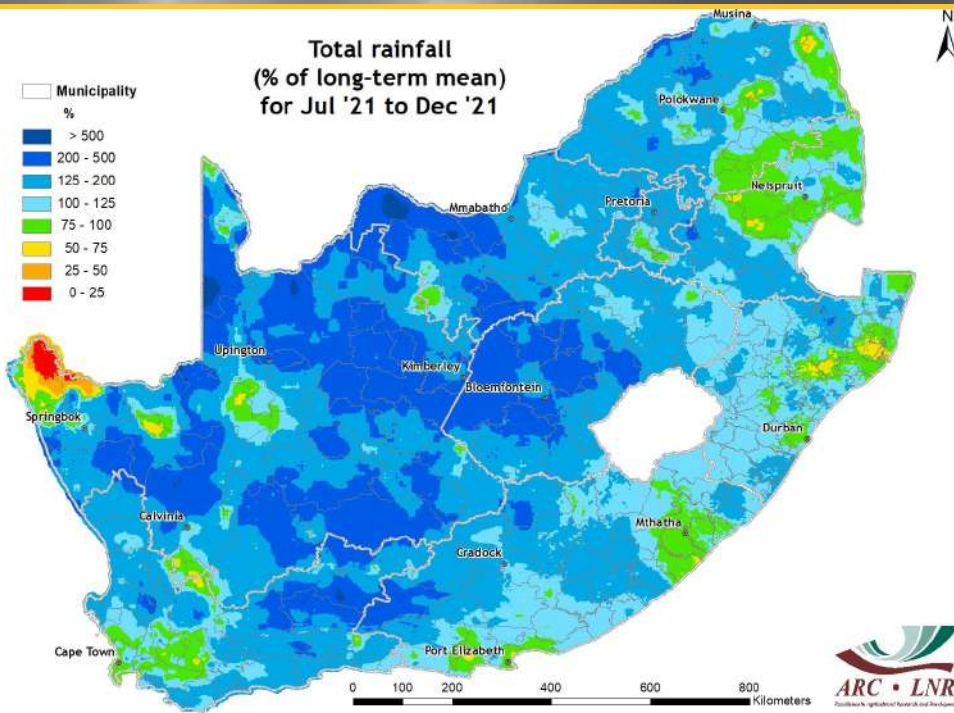 Total rainfall
(% of long-term mean)
for Jul '21 to Dec '21
N
Municipality
%
> 500
200 - 500
125 - 200
100 - 125
75 - 100
50 - 75
25 - 50
0 - 25
Musina
Polokwane
Nelspruit
Mmabatho
Pretoria
Upington
Kimberley
Bloemfontein
Springbok
Durban
Calvinia
Mthatha
Cradock
Cape Town
Port Elizabeth
0 100 200 400 600 800
Kilometers
ARC • LNR